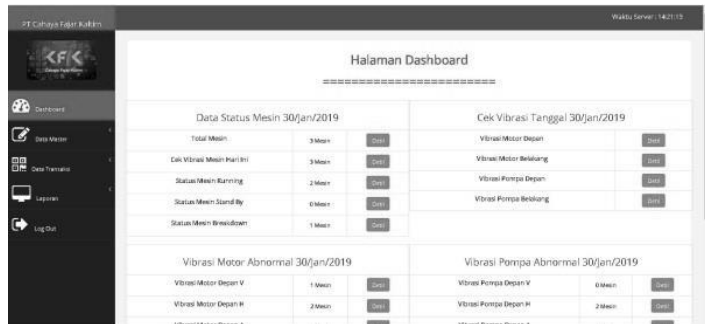 PT Cahaya Fajar Kaltim
Waktu Server : 14:21:13
KFK
Cahaya Fajar Kaltim
Dashboard
Data Master
Data Transaksi
Laporan
Log Out
Halaman Dashboard
========================
Data Status Mesin 30/Jan/2019
Total Mesin 3 Mesin Detil
Cek Vibrasi Mesin Hari Ini 3 Mesin Detil
Status Mesin Running 2 Mesin Detil
Status Mesin Stand By 0 Mesin Detil
Status Mesin Breakdown 1 Mesin Detil
Cek Vibrasi Tanggal 30/Jan/2019
Vibrasi Motor Depan Detil
Vibrasi Motor Belakang Detil
Vibrasi Pompa Depan Detil
Vibrasi Pompa Belakang Detil
Vibrasi Motor Abnormal 30/Jan/2019
Vibrasi Motor Depan V 1 Mesin Detil
Vibrasi Motor Depan H 2 Mesin Detil
Vibrasi Pompa Abnormal 30/Jan/2019
Vibrasi Pompa Depan V 0 Mesin Detil
Vibrasi Pompa Depan H 2 Mesin Detil